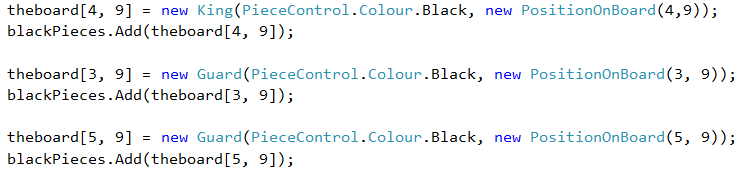 theboard[4, 9] = new King(PieceControl.Colour.Black, new PositionOnBoard(4,9));
blackPieces.Add(theboard[4, 9]);
theboard[3, 9] = new Guard(PieceControl.Colour.Black, new PositionOnBoard(3, 9));
blackPieces.Add(theboard[3, 9]);
theboard[5, 9] = new Guard(PieceControl.Colour.Black, new PositionOnBoard(5, 9));
blackPieces.Add(theboard[5, 9]);